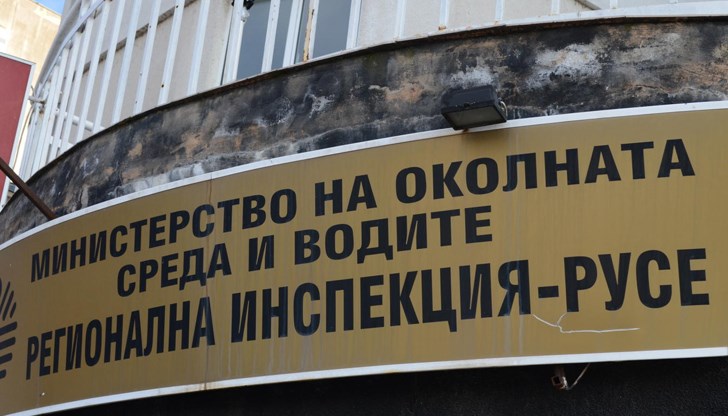 МИНИСТЕРСТВО НА ОКОЛНАТА
СРЕДА И ВОДИТЕ
РЕГИОНАЛНА ИНСПЕКЦИЯ-РУСЕ